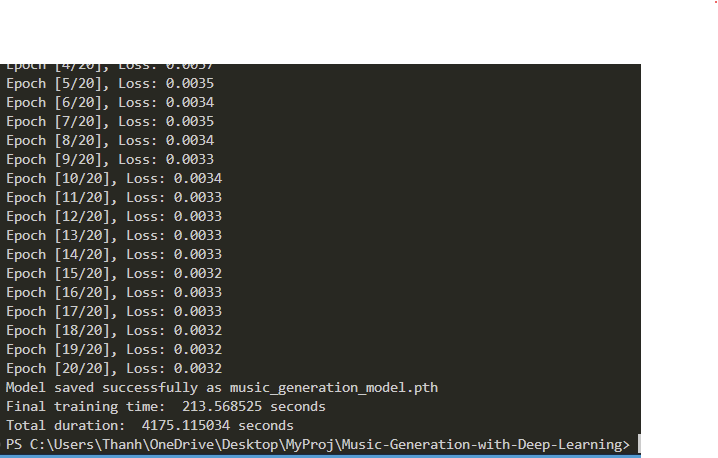 Epoch [4/20], Loss: 0.0037
Epoch [5/20], Loss: 0.0035
Epoch [6/20], Loss: 0.0034
Epoch [7/20], Loss: 0.0035
Epoch [8/20], Loss: 0.0034
Epoch [9/20], Loss: 0.0033
Epoch [10/20], Loss: 0.0034
Epoch [11/20], Loss: 0.0033
Epoch [12/20], Loss: 0.0033
Epoch [13/20], Loss: 0.0033
Epoch [14/20], Loss: 0.0033
Epoch [15/20], Loss: 0.0032
Epoch [16/20], Loss: 0.0033
Epoch [17/20], Loss: 0.0033
Epoch [18/20], Loss: 0.0032
Epoch [19/20], Loss: 0.0032
Epoch [20/20], Loss: 0.0032
Model saved successfully as music_generation_model.pth
Final training time:  213.568525 seconds
Total duration:  4175.115034 seconds
PS C:\Users\Thanh\OneDrive\Desktop\MyProj\Music-Generation-with-Deep-Learning>